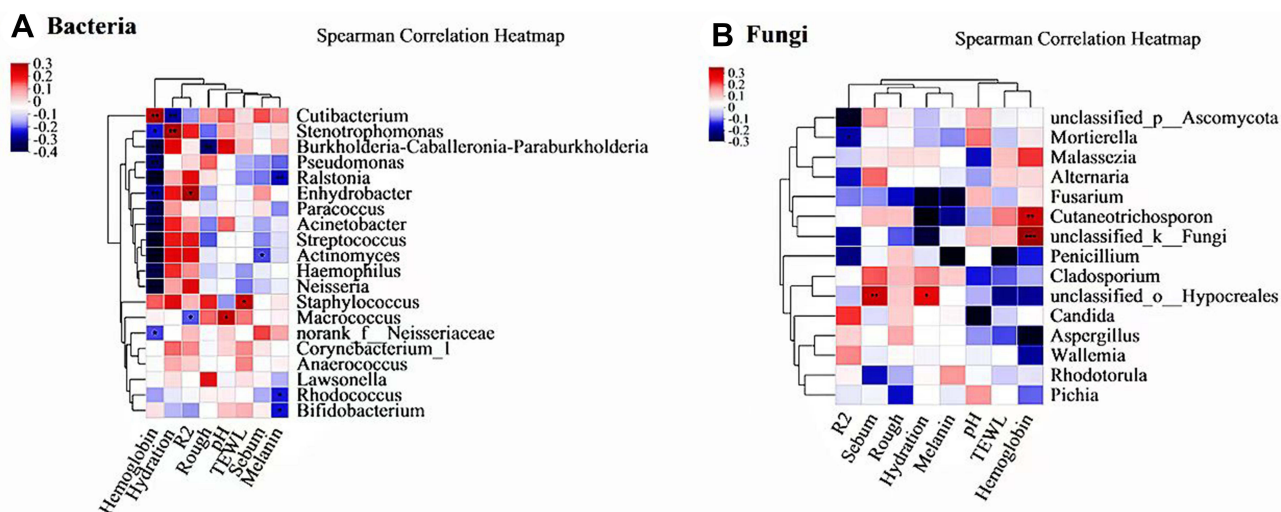 A Bacteria
Spearman Correlation Heatmap
0.3
0.2
0.1
0
-0.1
-0.2
-0.3
-0.4
Cutibacterium
Stenotrophomonas
Burkholderia-Caballeronia-Paraburkholderia
Pseudomonas
Ralstonia
Enhydrobacter
Paracoccus
Acinetobacter
Streptococcus
Actinomyces
Haemophilus
Neisseria
Staphylococcus
Macrococcus
norank_f__Neisseriaceae
Corynebacterium_1
Anaerococcus
Lawsonella
Rhodococcus
Bifidobacterium
Hemoglobin
Hydration
R2
Rough
pH
TEWL
Sebum
Melanin
B Fungi
Spearman Correlation Heatmap
0.3
0.2
0.1
0
-0.1
-0.2
-0.3
unclassified_p__Ascomycota
Mortierella
Malassezia
Alternaria
Fusarium
Cutaneotrichosporon
unclassified_k__Fungi
Penicillium
Cladosporium
unclassified_o__Hypocreales
Candida
Aspergillus
Wallemia
Rhodotorula
Pichia
R2
Sebum
Rough
Hydration
Melanin
pH
TEWL
Hemoglobin